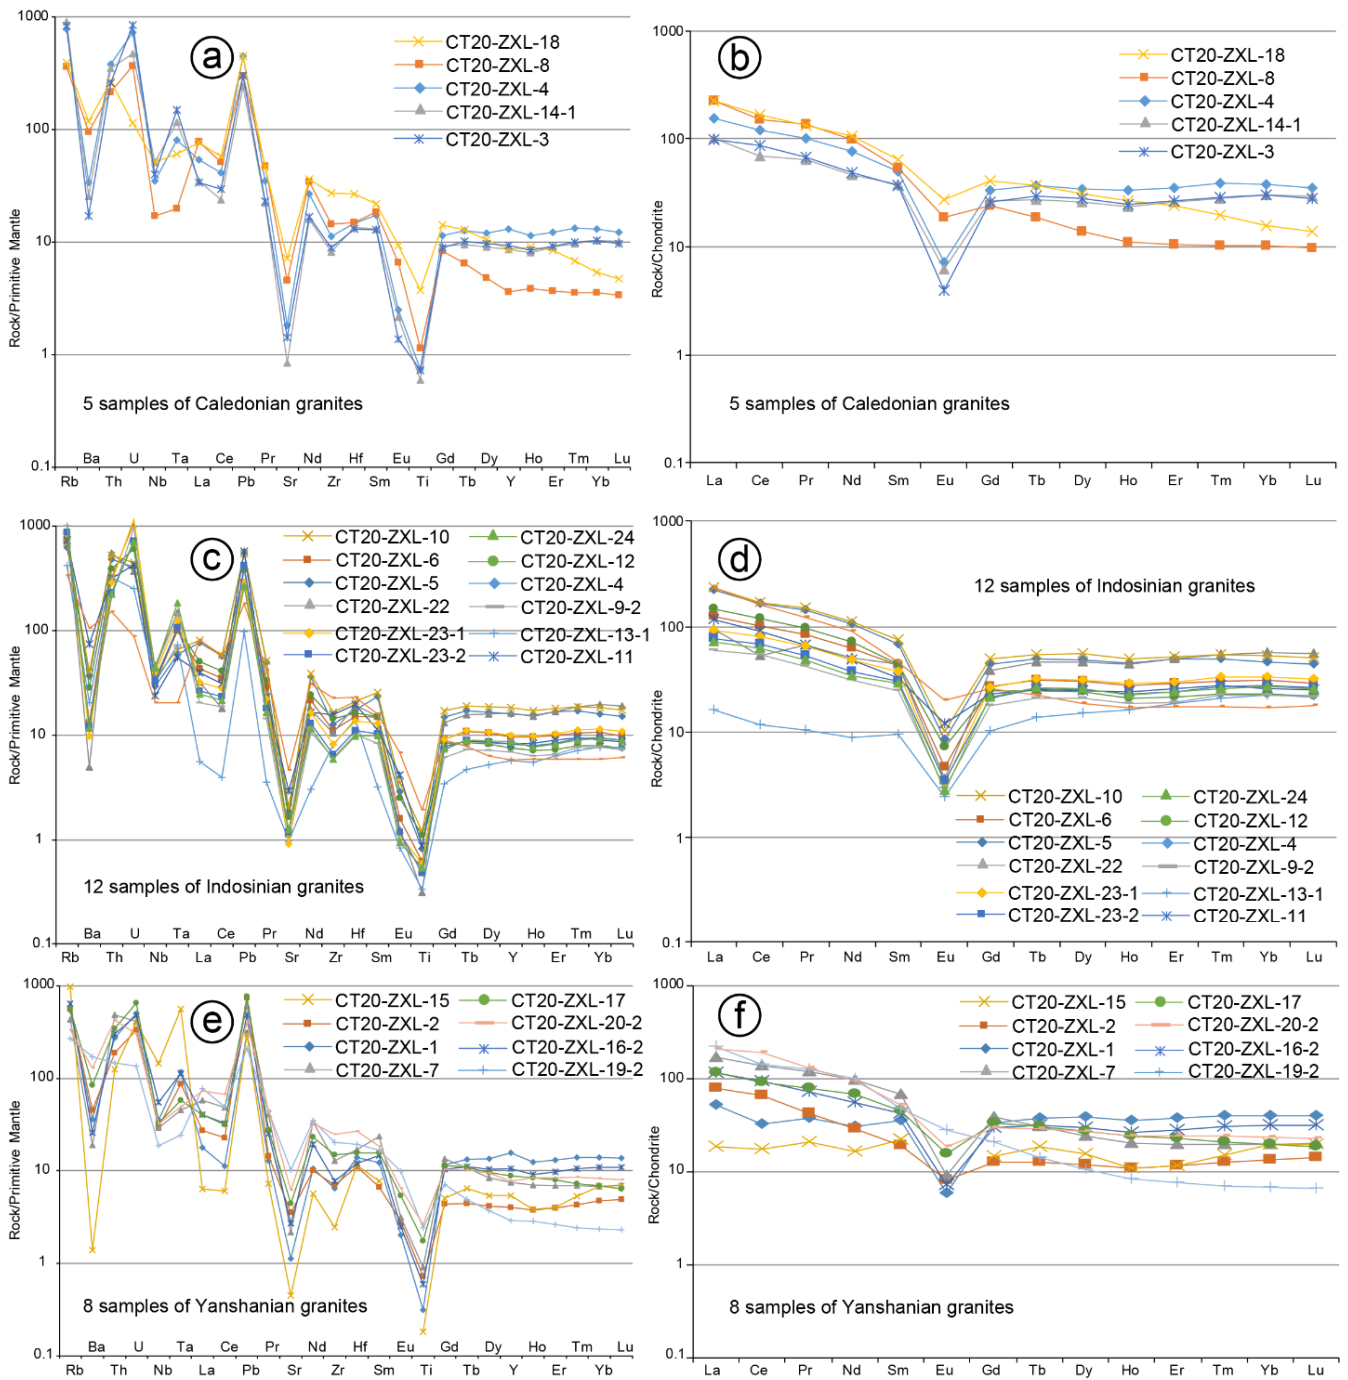 a
1000
100
10
1
0.1
Rock/Primitive Mantle
CT20-ZXL-18
CT20-ZXL-8
CT20-ZXL-4
CT20-ZXL-14-1
CT20-ZXL-3
5 samples of Caledonian granites
Ba U Ta Ce Pr Nd Hf Eu Gd Dy Ho Tm Lu
Rb Th Nb La Pb Sr Zr Sm Ti Tb Y Er Yb
b
1000
100
10
1
0.1
Rock/Chondrite
CT20-ZXL-18
CT20-ZXL-8
CT20-ZXL-4
CT20-ZXL-14-1
CT20-ZXL-3
5 samples of Caledonian granites
La Ce Pr Nd Sm Eu Gd Tb Dy Ho Er Tm Yb Lu
c
1000
100
10
1
0.1
Rock/Primitive Mantle
CT20-ZXL-10 CT20-ZXL-24
CT20-ZXL-6 CT20-ZXL-12
CT20-ZXL-5 CT20-ZXL-4
CT20-ZXL-22 CT20-ZXL-9-2
CT20-ZXL-23-1 CT20-ZXL-13-1
CT20-ZXL-23-2 CT20-ZXL-11
12 samples of Indosinian granites
Ba U Ta Ce Pr Nd Hf Eu Gd Dy Ho Tm Lu
Rb Th Nb La Pb Sr Zr Sm Ti Tb Y Er Yb
d
1000
100
10
1
0.1
Rock/Chondrite
12 samples of Indosinian granites
CT20-ZXL-10 CT20-ZXL-24
CT20-ZXL-6 CT20-ZXL-12
CT20-ZXL-5 CT20-ZXL-4
CT20-ZXL-22 CT20-ZXL-9-2
CT20-ZXL-23-1 CT20-ZXL-13-1
CT20-ZXL-23-2 CT20-ZXL-11
La Ce Pr Nd Sm Eu Gd Tb Dy Ho Er Tm Yb Lu
e
1000
100
10
1
0.1
Rock/Primitive Mantle
CT20-ZXL-15 CT20-ZXL-17
CT20-ZXL-2 CT20-ZXL-20-2
CT20-ZXL-1 CT20-ZXL-16-2
CT20-ZXL-7 CT20-ZXL-19-2
8 samples of Yanshanian granites
Ba U Ta Ce Pr Nd Hf Eu Gd Dy Ho Tm Lu
Rb Th Nb La Pb Sr Zr Sm Ti Tb Y Er Yb
f
1000
100
10
1
0.1
Rock/Chondrite
CT20-ZXL-15 CT20-ZXL-17
CT20-ZXL-2 CT20-ZXL-20-2
CT20-ZXL-1 CT20-ZXL-16-2
CT20-ZXL-7 CT20-ZXL-19-2
8 samples of Yanshanian granites
La Ce Pr Nd Sm Eu Gd Tb Dy Ho Er Tm Yb Lu